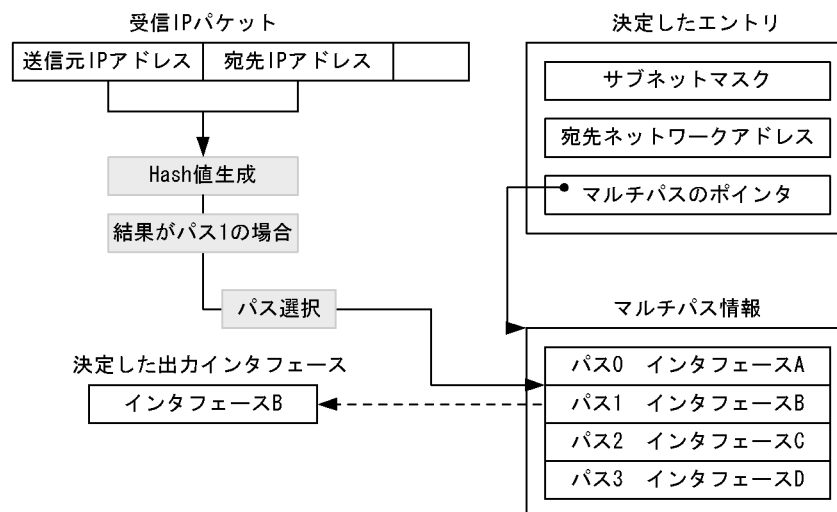 受信IPパケット
送信元IPアドレス
宛先IPアドレス
Hash値生成
結果がパス1の場合
パス選択
決定した出力インタフェース
インタフェースB
決定したエントリ
サブネットマスク
宛先ネットワークアドレス
マルチパスのポインタ
マルチパス情報
パス0 インタフェースA
パス1 インタフェースB
パス2 インタフェースC
パス3 インタフェースD